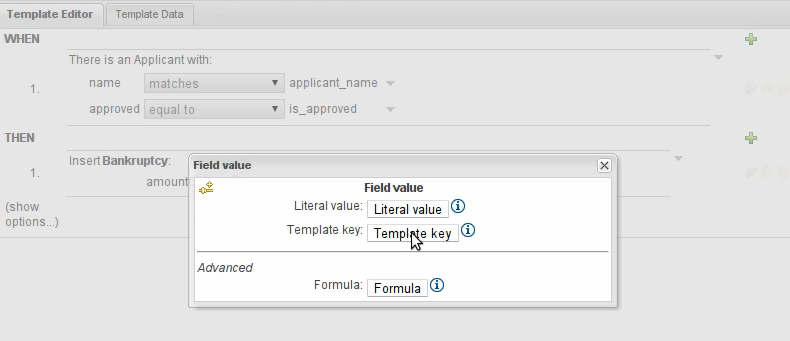 Template Editor Template Data
WHEN
There is an Applicant with:
1.
name matches applicant_name
approved equal to is_approved
THEN
Insert Bankruptcy:
1.
amount
(show
options...)
Field value
Field value
Literal value: Literal value
Template key: Template key
Advanced
Formula: Formula